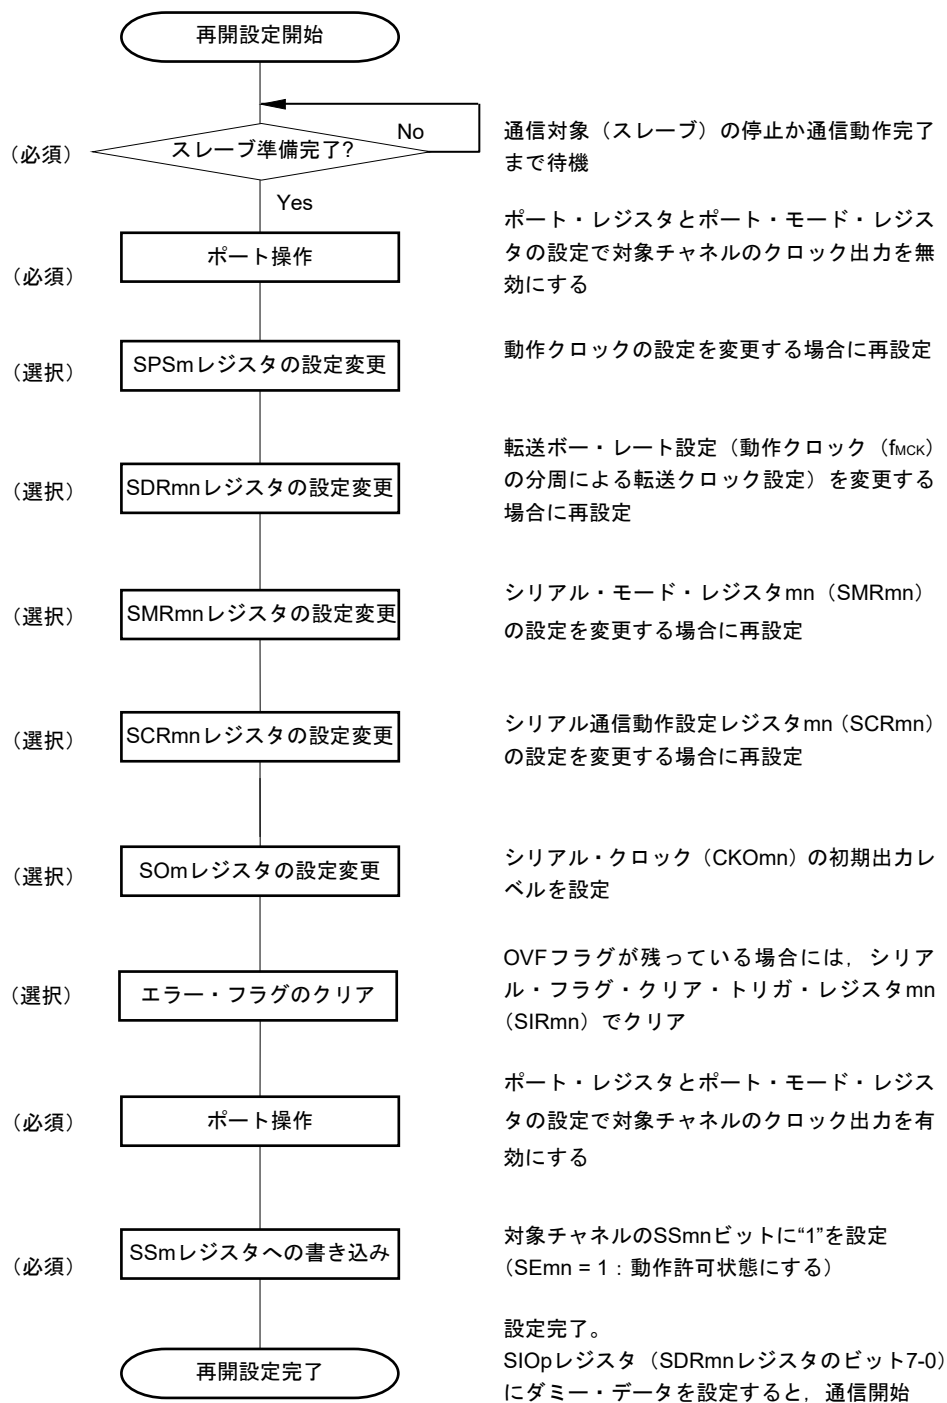 再開設定開始
No
(必須)
スレーブ準備完了?
通信対象(スレーブ)の停止か通信動作完了
まで待機
Yes
(必須)
ポート操作
ポート・レジスタとポート・モード・レジス
タの設定で対象チャネルのクロック出力を無
効にする
(選択)
SPSmレジスタの設定変更
動作クロックの設定を変更する場合に再設定
(選択)
SDRmnレジスタの設定変更
転送ボー・レート設定(動作クロック(fMCK)
の分周による転送クロック設定)を変更する
場合に再設定
(選択)
SMRmnレジスタの設定変更
シリアル・モード・レジスタmn(SMRmn)
の設定を変更する場合に再設定
(選択)
SCRmnレジスタの設定変更
シリアル通信動作設定レジスタmn(SCRmn)
の設定を変更する場合に再設定
(選択)
SOmレジスタの設定変更
シリアル・クロック(CKOmn)の初期出力レ
ベルを設定
(選択)
エラー・フラグのクリア
OVFフラグが残っている場合には,シリア
ル・フラグ・クリア・トリガ・レジスタmn
(SIRmn)でクリア
(必須)
ポート操作
ポート・レジスタとポート・モード・レジス
タの設定で対象チャネルのクロック出力を有
効にする
(必須)
SSmレジスタへの書き込み
対象チャネルのSSmnビットに“1”を設定
(SEmn = 1:動作許可状態にする)
再開設定完了
設定完了。
SIOpレジスタ(SDRmnレジスタのビット7-0)
にダミー・データを設定すると,通信開始